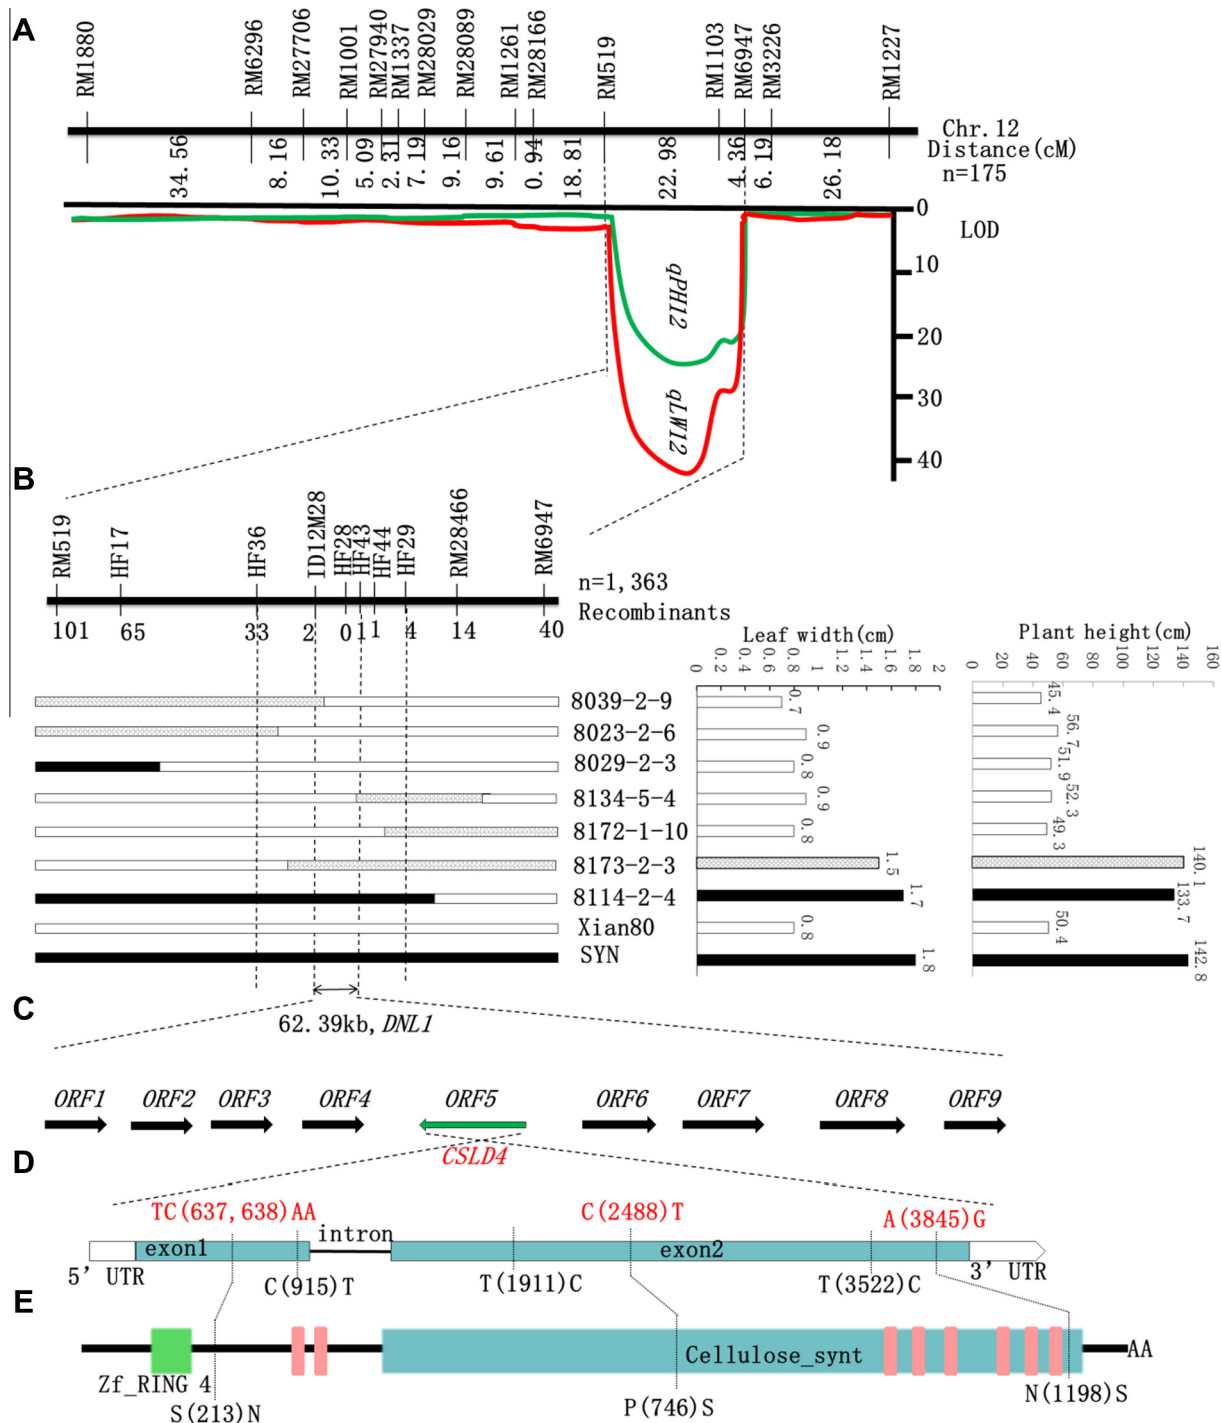 A
RM1880
RM6296
RM27706
RM1001
RM27940
RM1337
RM28029
RM28089
RM1261
RM28166
RM519
RM1103
RM6947
RM3226
RM1227
Chr.12
34.56
8.16
10.33
5.09
2.31
7.19
9.16
9.61
0.94
18.81
22.98
4.36
6.19
26.18
Distance(cM)
n=175
0
LOD
10
20
30
40
qPH12
qLW12
B
RM519
HF17
HF36
ID12M28
HF28
HF43
HF44
HF29
RM28466
RM6947
n=1,363
Recombinants
101
65
33
2
0
1
1
4
14
40
Leaf width(cm)
0
0.2
0.4
0.6
0.8
1
1.2
1.4
1.6
1.8
2
Plant height(cm)
0
20
40
60
80
100
120
140
160
8039-2-9
0.7
45.4
8023-2-6
0.9
56.7
8029-2-3
0.8
51.9
8134-5-4
0.9
52.3
8172-1-10
0.8
49.3
8173-2-3
1.5
140.1
8114-2-4
1.7
133.7
Xian80
0.8
50.4
SYN
1.8
142.8
C
62.39kb, DNL1
ORF1
ORF2
ORF3
ORF4
ORF5
ORF6
ORF7
ORF8
ORF9
CSLD4
D
TC(637,638)AA
C(2488)T
A(3845)G
exon1
intron
exon2
5' UTR
3' UTR
C(915)T
T(1911)C
T(3522)C
E
Cellulose_synt
AA
Zf_RING 4
S(213)N
P(746)S
N(1198)S